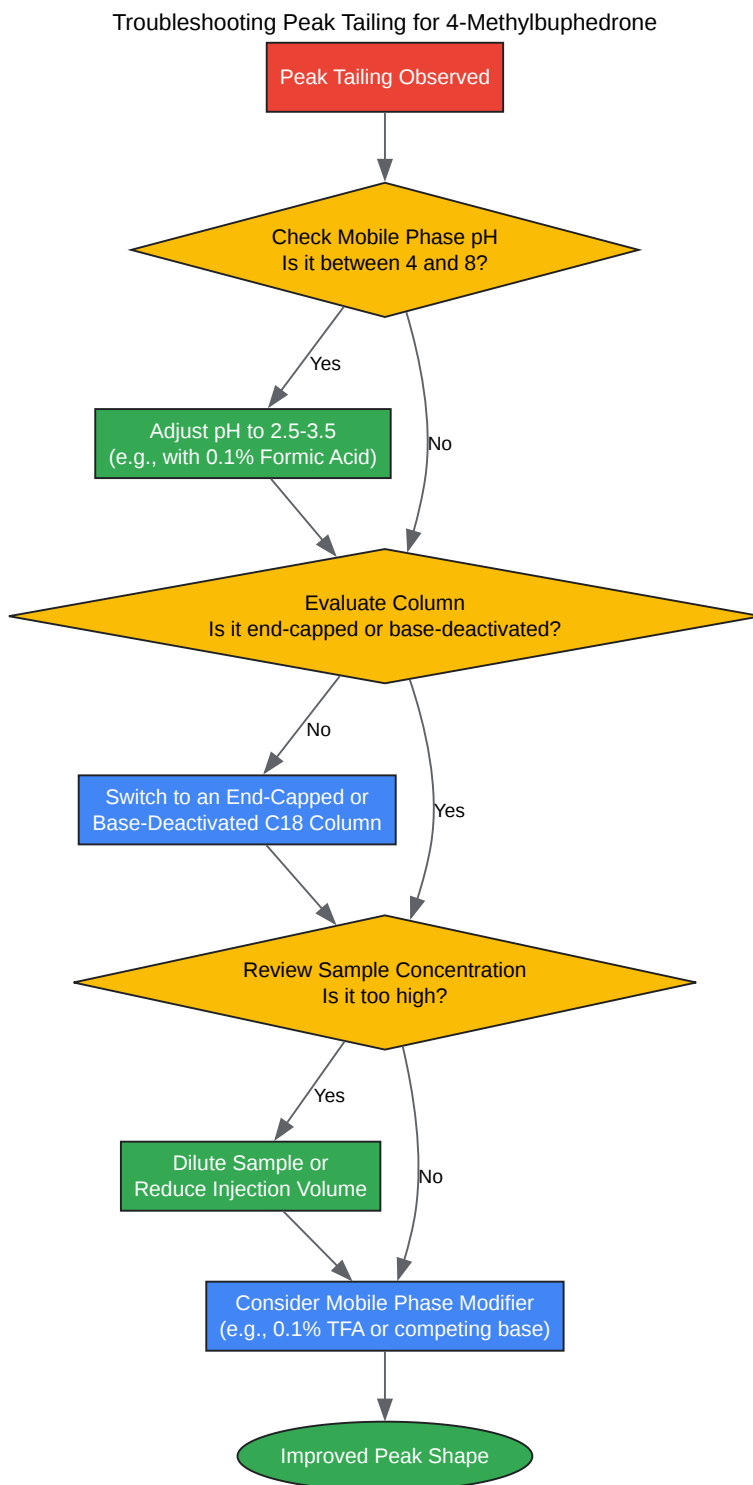 Troubleshooting Peak Tailing for 4-Methylbuphedrone
Peak Tailing Observed
Check Mobile Phase pH
Is it between 4 and 8?
Yes
Adjust pH to 2.5-3.5
(e.g., with 0.1% Formic Acid)
No
Evaluate Column
Is it end-capped or base-deactivated?
No
Switch to an End-Capped or
Base-Deactivated C18 Column
Yes
Review Sample Concentration
Is it too high?
Yes
Dilute Sample or
Reduce Injection Volume
No
Consider Mobile Phase Modifier
(e.g., 0.1% TFA or competing base)
Improved Peak Shape